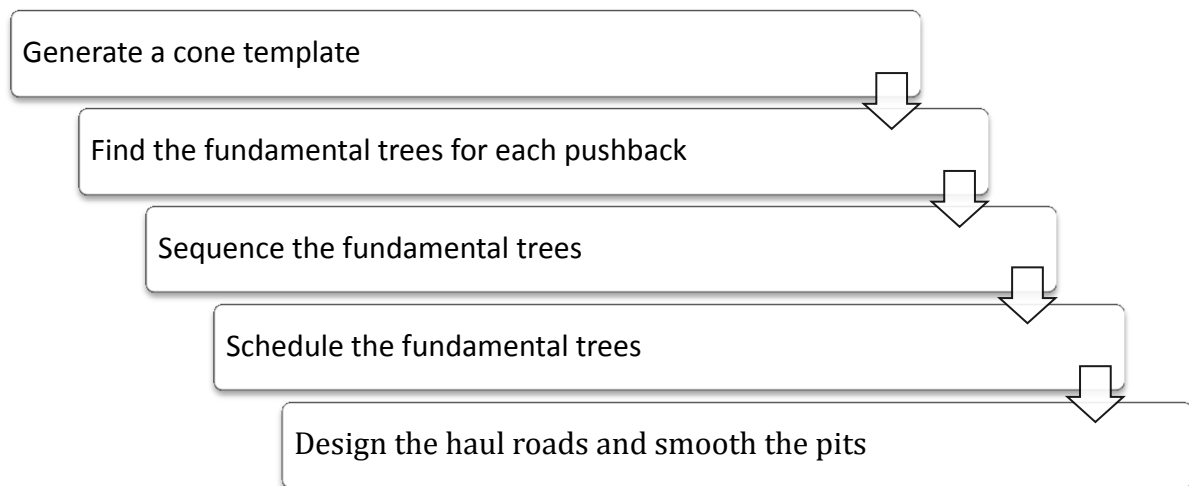 Generate a cone template
Find the fundamental trees for each pushback
Sequence the fundamental trees
Schedule the fundamental trees
Design the haul roads and smooth the pits